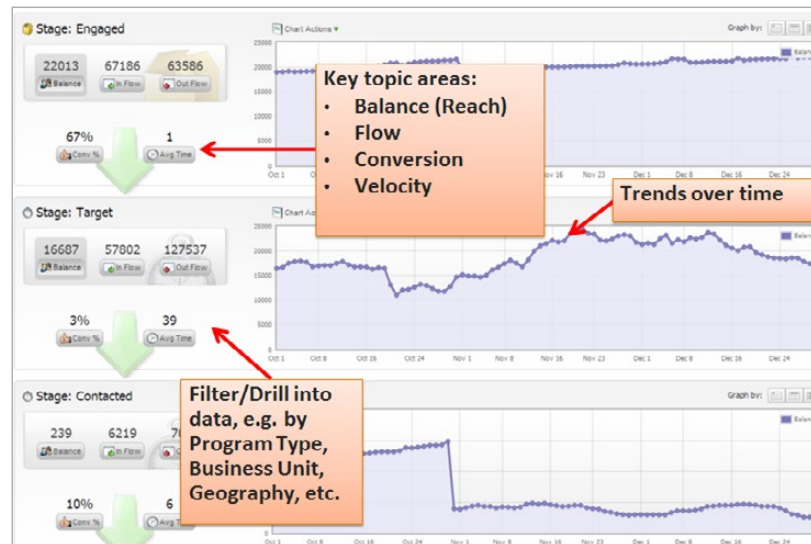 Stage: Engaged
Chart Actions
Graph by:
22013 67186 63586
Balance In Flow Out Flow
67% 1
Conv % Avg Time
25000
20000
15000
10000
5000
0
Oct 1 Oct 8 Nov 16 Nov 23 Dec 1 Dec 8 Dec 16 Dec 24
Key topic areas:
• Balance (Reach)
• Flow
• Conversion
• Velocity
Trends over time
Stage: Target
16687 57802 127537
Balance In Flow Out Flow
3% 39
Conv % Avg Time
25000
20000
15000
10000
5000
0
Oct 1 Oct 8 Oct 16 Oct 24 Nov 1 Nov 8 Nov 16 Nov 23 Dec 1 Dec 8 Dec 16 Dec 24
Filter/Drill into
data, e.g. by
Program Type,
Business Unit,
Geography, etc.
Stage: Contacted
Graph by:
239 6219
Balance In Flow
10% 6
Conv %
Oct 1 Oct 8 Oct 16 Oct 24 Nov 1 Nov 8 Nov 16 Nov 23 Dec 1 Dec 8 Dec 16 Dec 24